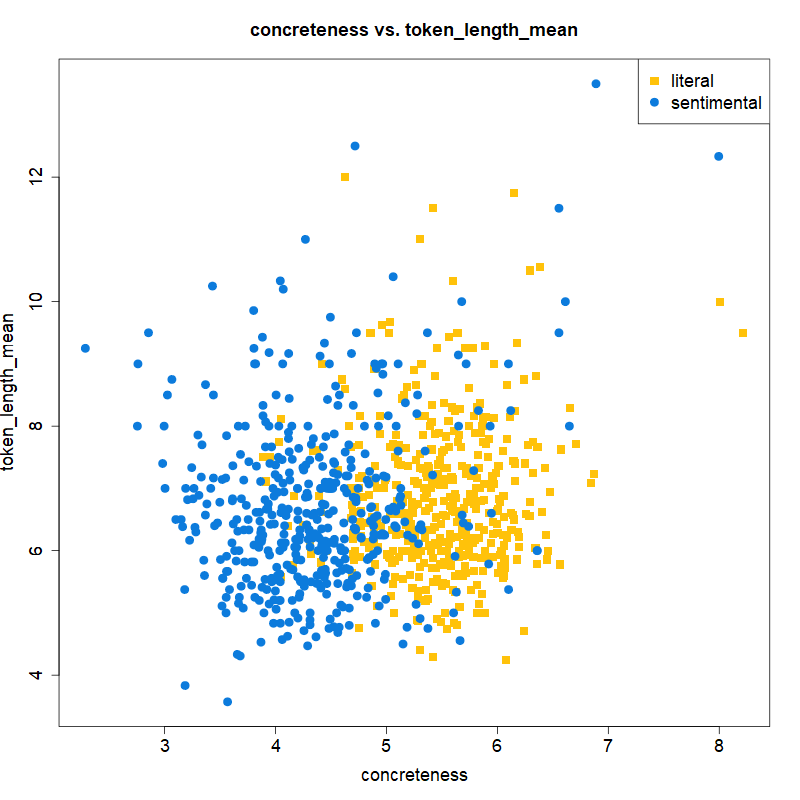 concreteness vs. token_length_mean
literal
sentimental
token_length_mean
12
10
8
6
4
3 4 5 6 7 8
concreteness